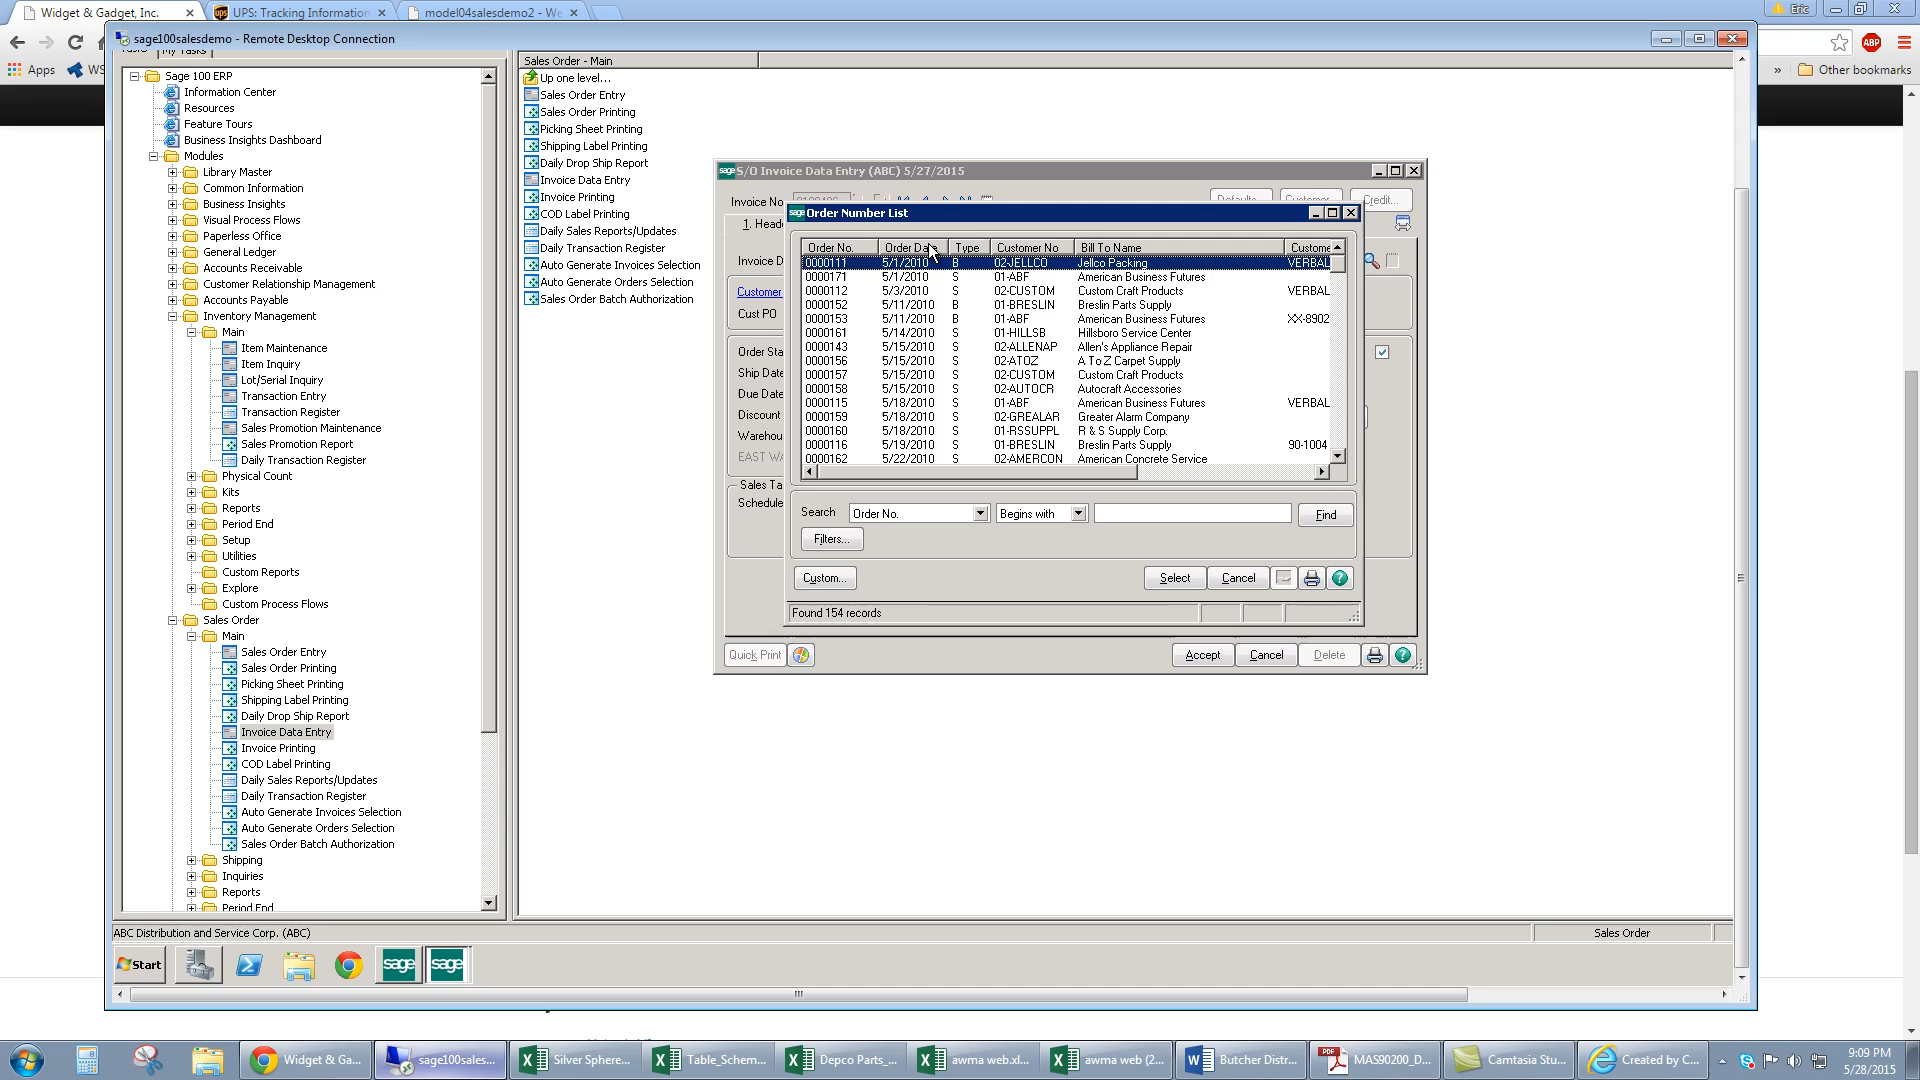 Widget & Gadget, Inc.
UPS: Tracking Information
model04salesdemo2 - We
Eric
Apps
WS
Other bookmarks
ABP
sage100salesdemo - Remote Desktop Connection
My Tasks
Sage 100 ERP
Information Center
Resources
Feature Tours
Business Insights Dashboard
Modules
Library Master
Common Information
Business Insights
Visual Process Flows
Paperless Office
General Ledger
Accounts Receivable
Customer Relationship Management
Accounts Payable
Inventory Management
Main
Item Maintenance
Item Inquiry
Lot/Serial Inquiry
Transaction Entry
Transaction Register
Sales Promotion Maintenance
Sales Promotion Report
Daily Transaction Register
Physical Count
Kits
Reports
Period End
Setup
Utilities
Custom Reports
Explore
Custom Process Flows
Sales Order
Main
Sales Order Entry
Sales Order Printing
Picking Sheet Printing
Shipping Label Printing
Daily Drop Ship Report
Invoice Data Entry
Invoice Printing
COD Label Printing
Daily Sales Reports/Updates
Daily Transaction Register
Auto Generate Invoices Selection
Auto Generate Orders Selection
Sales Order Batch Authorization
Shipping
Inquiries
Reports
Period End
Sales Order - Main
Up one level...
Sales Order Entry
Sales Order Printing
Picking Sheet Printing
Shipping Label Printing
Daily Drop Ship Report
Invoice Data Entry
Invoice Printing
COD Label Printing
Daily Sales Reports/Updates
Daily Transaction Register
Auto Generate Invoices Selection
Auto Generate Orders Selection
Sales Order Batch Authorization
sage S/O Invoice Data Entry (ABC) 5/27/2015
Invoice No
Defaults... Customer... Credit...
1. Head
Invoice D
Customer
Cust PO
Order Sta
Ship Date
Due Date
Discount
Warehou
EAST WA
Sales Ta
Schedule
sage Order Number List
Order No. Order Date Type Customer No Bill To Name Custome
0000111 5/1/2010 B 02-JELLCO Jellco Packing VERBAL
0000171 5/1/2010 S 01-ABF American Business Futures
0000112 5/3/2010 S 02-CUSTOM Custom Craft Products VERBAL
0000152 5/11/2010 B 01-BRESLIN Breslin Parts Supply
0000153 5/11/2010 B 01-ABF American Business Futures XX-8902
0000161 5/14/2010 S 01-HILLSB Hillsboro Service Center
0000143 5/15/2010 S 02-ALLENAP Allen's Appliance Repair
0000156 5/15/2010 S 02-ATOZ A To Z Carpet Supply
0000157 5/15/2010 S 02-CUSTOM Custom Craft Products
0000158 5/15/2010 S 02-AUTOCR Autocraft Accessories
0000115 5/18/2010 S 01-ABF American Business Futures VERBAL
0000159 5/18/2010 S 02-GREALAR Greater Alarm Company
0000160 5/18/2010 S 01-RSSUPPL R & S Supply Corp.
0000116 5/19/2010 S 01-BRESLIN Breslin Parts Supply 90-1004
0000162 5/22/2010 S 02-AMERCON American Concrete Service
Search Order No. Begins with Find
Filters...
Custom... Select Cancel
Found 154 records
Quick Print Accept Cancel Delete
ABC Distribution and Service Corp. (ABC) Sales Order
Start sage sage
Widget & Ga...
sage100sales...
Silver Sphere...
Table_Schem...
Depco Parts_...
awma web.xl...
awma web (2...
Butcher Distr...
MAS90200_D...
Camtasia Stu...
Created by C...
9:09 PM
5/28/2015